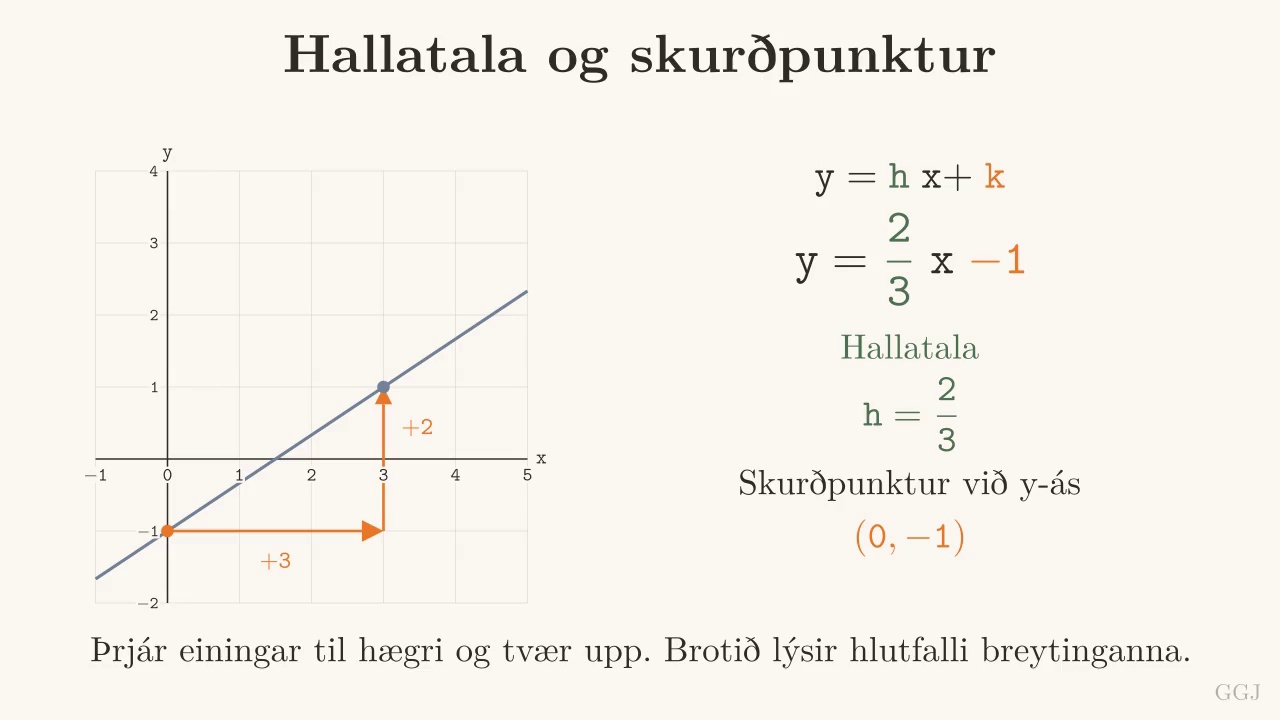 Hallatala og skurðpunktur
y
4
3
2
1
−1
−2
−1 0 1 2 3 4 5
x
+2
+3
y = h x+ k
y = 2/3 x −1
Hallatala
h = 2/3
Skurðpunktur við y-ás
(0, −1)
Þrjár einingar til hægri og tvær upp. Brotið lýsir hlutfalli breytinganna.
GGJ